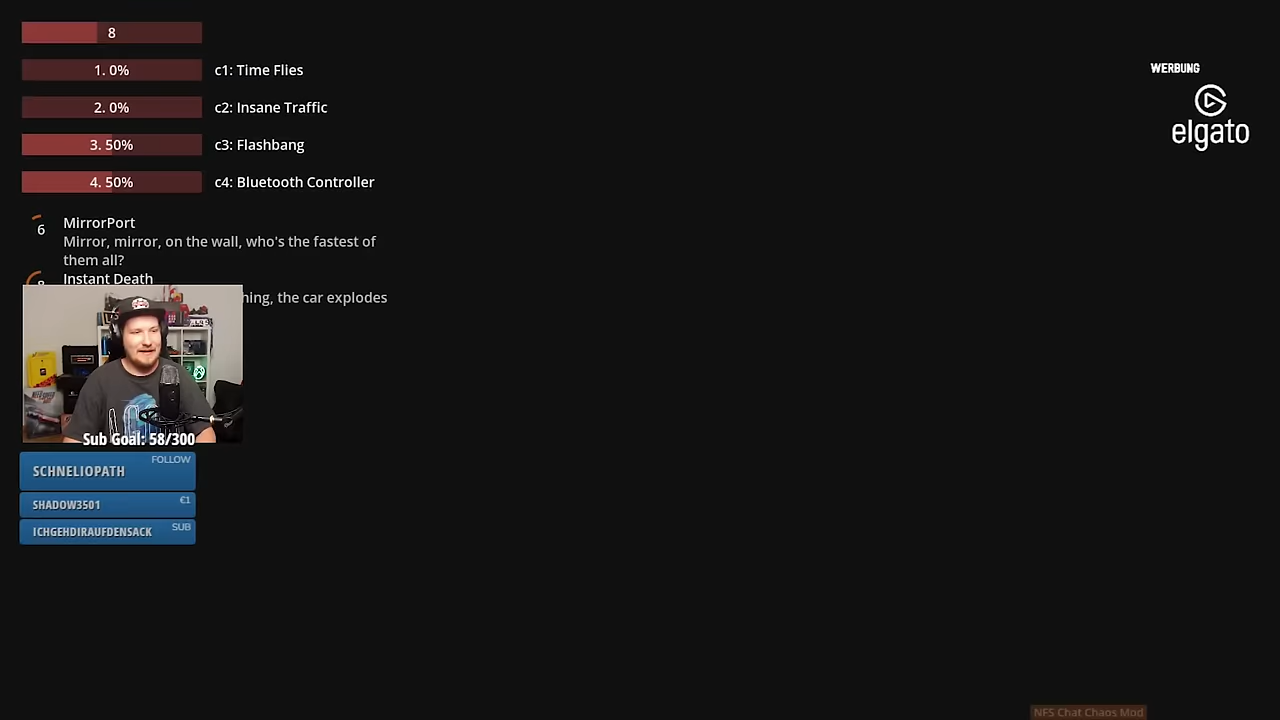 8
1. 0% c1: Time Flies
2. 0% c2: Insane Traffic
3. 50% c3: Flashbang
4. 50% c4: Bluetooth Controller
6 MirrorPort
Mirror, mirror, on the wall, who's the fastest of
them all?
Instant Death
hing, the car explodes
Sub Goal: 58/300
SCHNELIOPATH FOLLOW
SHADOW3501 €1
ICHGEHDIRAUFDENSACK SUB
WERBUNG
elgato
NFS Chat Chaos Mod